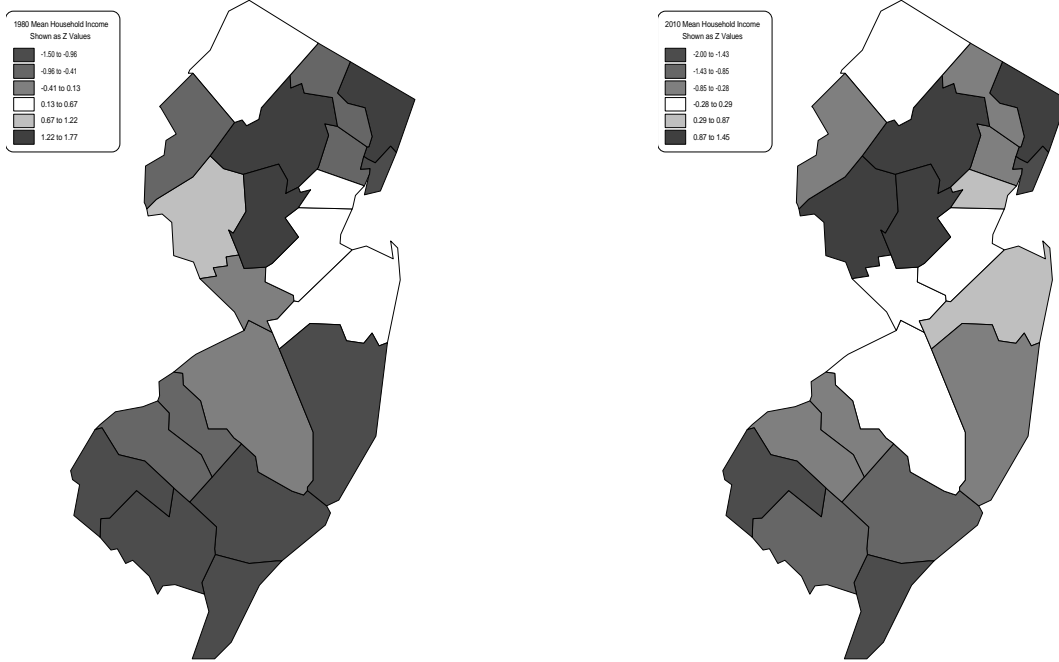 1980 Mean Household Income
Shown as Z Values
-1.50 to -0.96
-0.96 to -0.41
-0.41 to 0.13
0.13 to 0.67
0.67 to 1.22
1.22 to 1.77
2010 Mean Household Income
Shown as Z Values
-2.00 to -1.43
-1.43 to -0.85
-0.85 to -0.28
-0.28 to 0.29
0.29 to 0.87
0.87 to 1.45